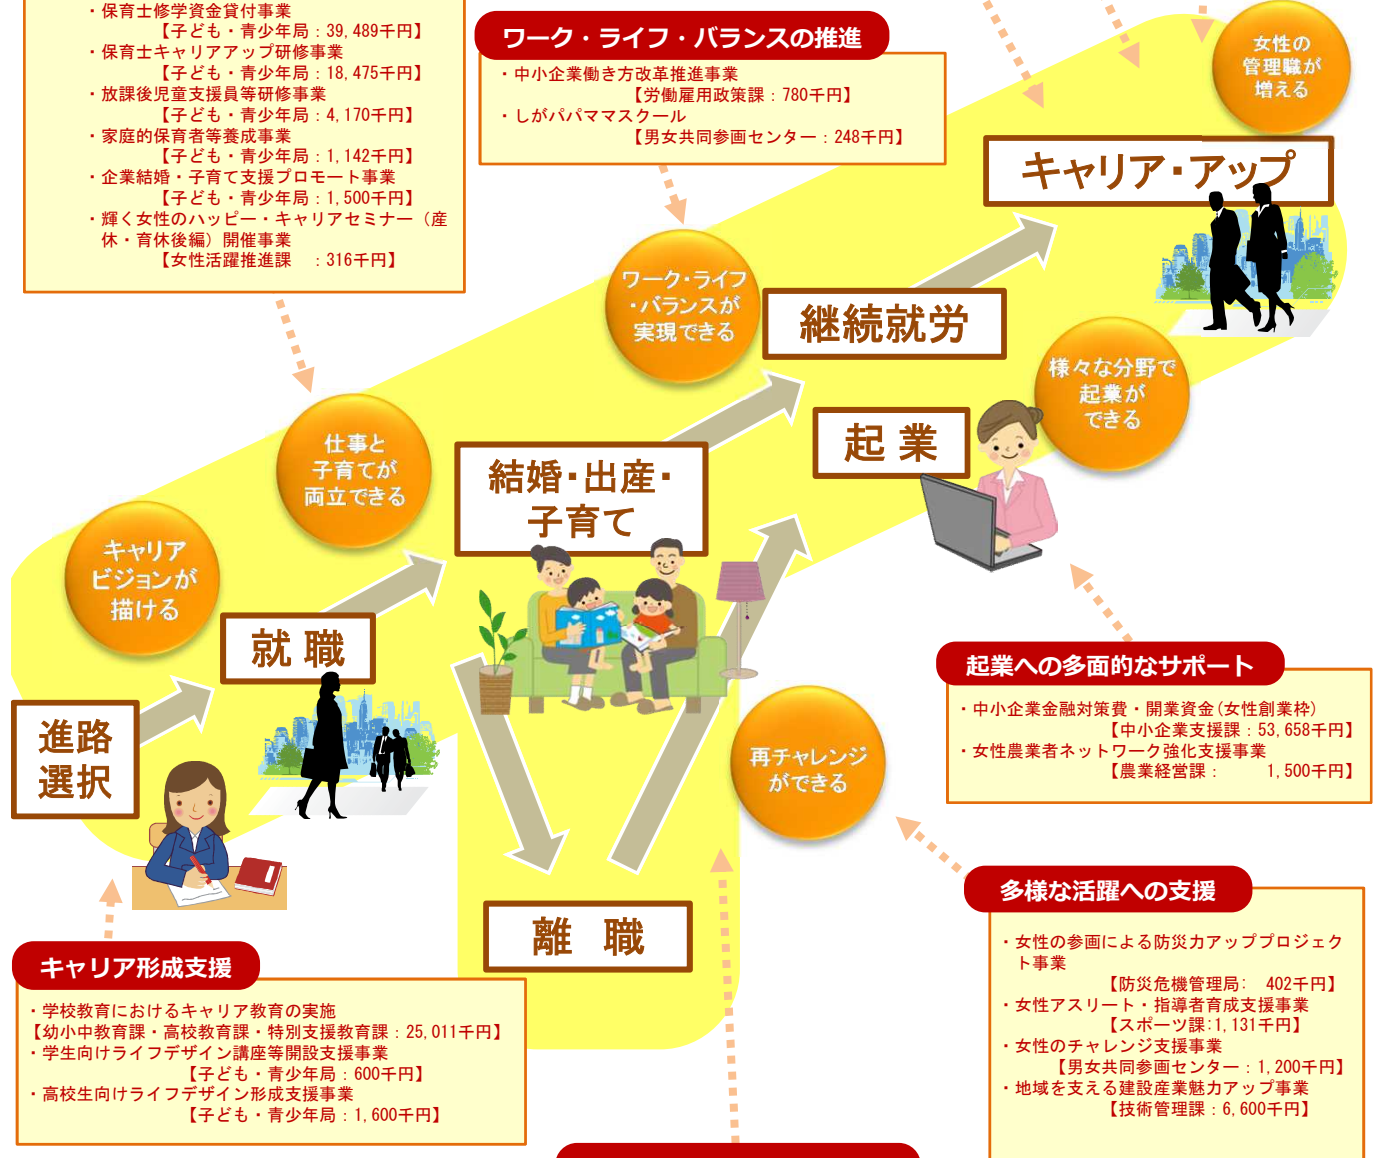 ・保育士修学資金貸付事業
【子ども・青少年局：39,489千円】
・保育士キャリアアップ研修事業
【子ども・青少年局：18,475千円】
・放課後児童支援員等研修事業
【子ども・青少年局：4,170千円】
・家庭的保育者等養成事業
【子ども・青少年局：1,142千円】
・企業結婚・子育て支援プロモート事業
【子ども・青少年局：1,500千円】
・輝く女性のハッピー・キャリアセミナー（産
休・育休後編）開催事業
【女性活躍推進課　：316千円】
ワーク・ライフ・バランスの推進
・中小企業働き方改革推進事業
【労働雇用政策課：780千円】
・しがパパママスクール
【男女共同参画センター：248千円】
女性の
管理職が
増える
キャリア・アップ
ワーク・ライフ
・バランスが
実現できる
継続就労
様々な分野で
起業が
できる
起 業
仕事と
子育てが
両立できる
結婚・出産・
子育て
キャリア
ビジョンが
描ける
就 職
進路
選択
再チャレンジ
ができる
離　職
起業への多面的なサポート
・中小企業金融対策費・開業資金(女性創業枠)
【中小企業支援課：53,658千円】
・女性農業者ネットワーク強化支援事業
【農業経営課：　　1,500千円】
多様な活躍への支援
・女性の参画による防災力アッププロジェク
ト事業
【防災危機管理局：　402千円】
・女性アスリート・指導者育成支援事業
【スポーツ課:1,131千円】
・女性のチャレンジ支援事業
【男女共同参画センター：1,200千円】
・地域を支える建設産業魅力アップ事業
【技術管理課：6,600千円】
キャリア形成支援
・学校教育におけるキャリア教育の実施
【幼小中教育課・高校教育課・特別支援教育課：25,011千円】
・学生向けライフデザイン講座等開設支援事業
【子ども・青少年局：600千円】
・高校生向けライフデザイン形成支援事業
【子ども・青少年局：1,600千円】